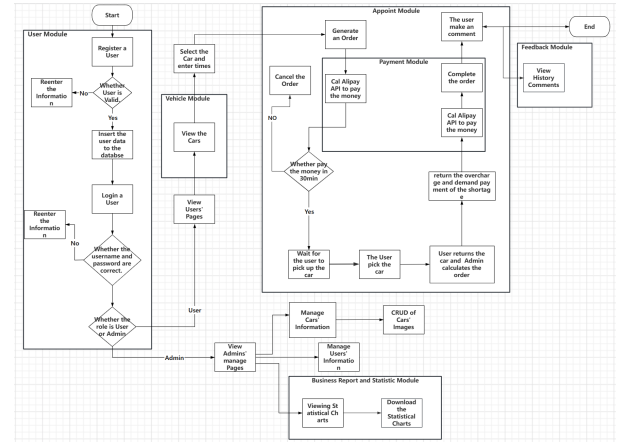 Start
User Module
Register a
User
Whether
User is
Valid.
No
Reenter
the
Informatio
n
Yes
Insert the
user data
to the
databse
Login a
User
Reenter
the
Informatio
n
No
Whether the
username and
password are
correct.
Whether the
role is User
or Admin
User
Admin
Select the
Car and
enter times
Vehicle Module
View the
Cars
View
Users'
Pages
Appoint Module
Generate
an Order
Cancel the
Order
NO
Payment Module
Cal Alipay
API to pay
the money
Whether pay
the money in
30min
Yes
Wait for
the user to
pick up the
car
The User
pick the
car
User returns the
car and Admin
calculates the
order
return the overchar
ge and demand pay
ment of the shortag
e
Cal Alipay
API to pay
the money
Complete
the order
The user
make an
comment
End
Feedback Module
View
History
Comments
View
Admins'
manage
Pages
Manage
Cars'
Information
CRUD of
Cars'
Images
Manage
Users'
Informatio
n
Business Report and Statistic Module
Viewing St
atistical Ch
arts
Download
the
Statistical
Charts